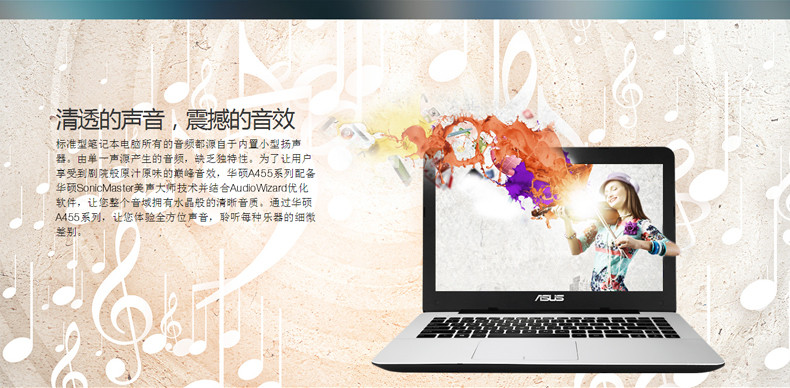 清透的声音，震撼的音效
标准型笔记本电脑所有的音频都源自于内置小型扬声
器。由单一声源产生的音频，缺乏独特性。为了让用户
享受到剧院般原汁原味的巅峰音效，华硕A455系列配备
华硕SonicMaster美声大师技术并结合AudioWizard优化
软件，让您整个音域拥有水晶般的清晰音质。通过华硕
A455系列，让您体验全方位声音，聆听每种乐器的细微
差别。
ASUS